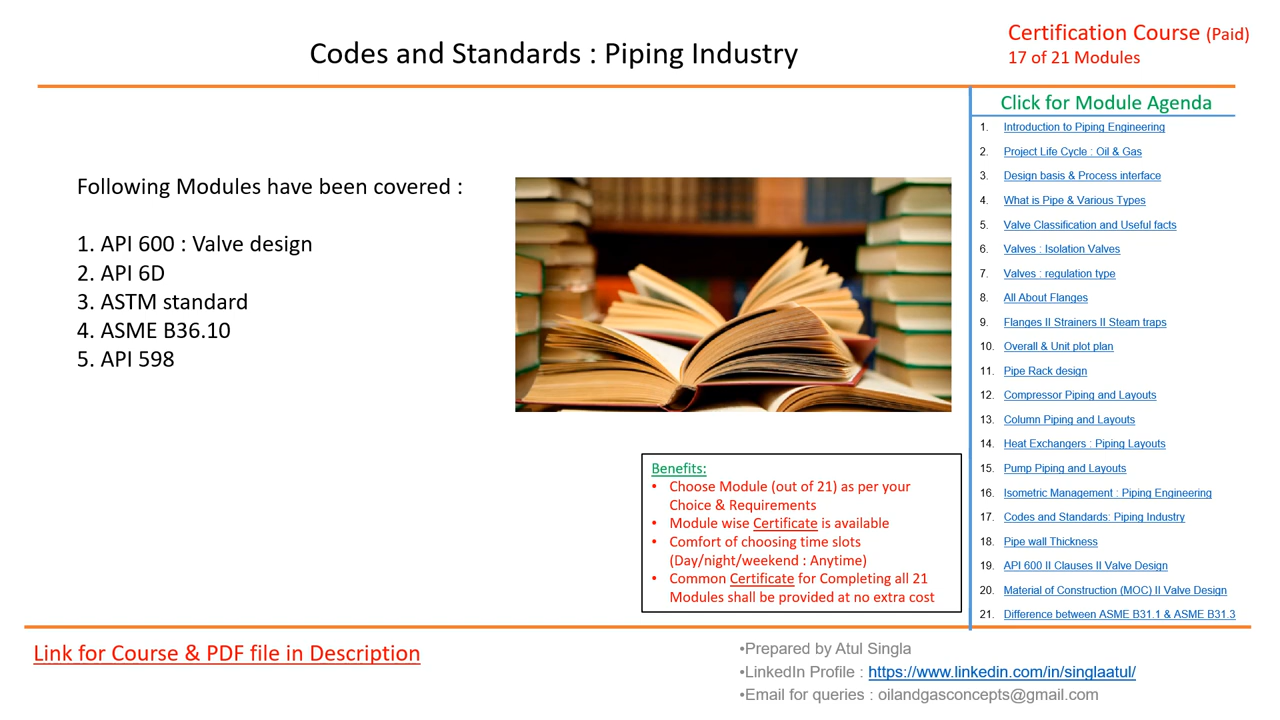 Codes and Standards : Piping Industry
Certification Course (Paid)
17 of 21 Modules
Following Modules have been covered :
1. API 600 : Valve design
2. API 6D
3. ASTM standard
4. ASME B36.10
5. API 598
Benefits:
• Choose Module (out of 21) as per your
Choice & Requirements
• Module wise Certificate is available
• Comfort of choosing time slots
(Day/night/weekend : Anytime)
• Common Certificate for Completing all 21
Modules shall be provided at no extra cost
Click for Module Agenda
1. Introduction to Piping Engineering
2. Project Life Cycle : Oil & Gas
3. Design basis & Process interface
4. What is Pipe & Various Types
5. Valve Classification and Useful facts
6. Valves : Isolation Valves
7. Valves : regulation type
8. All About Flanges
9. Flanges II Strainers II Steam traps
10. Overall & Unit plot plan
11. Pipe Rack design
12. Compressor Piping and Layouts
13. Column Piping and Layouts
14. Heat Exchangers : Piping Layouts
15. Pump Piping and Layouts
16. Isometric Management : Piping Engineering
17. Codes and Standards: Piping Industry
18. Pipe wall Thickness
19. API 600 II Clauses II Valve Design
20. Material of Construction (MOC) II Valve Design
21. Difference between ASME B31.1 & ASME B31.3
Link for Course & PDF file in Description
•Prepared by Atul Singla
•LinkedIn Profile : https://www.linkedin.com/in/singlaatul/
•Email for queries : oilandgasconcepts@gmail.com